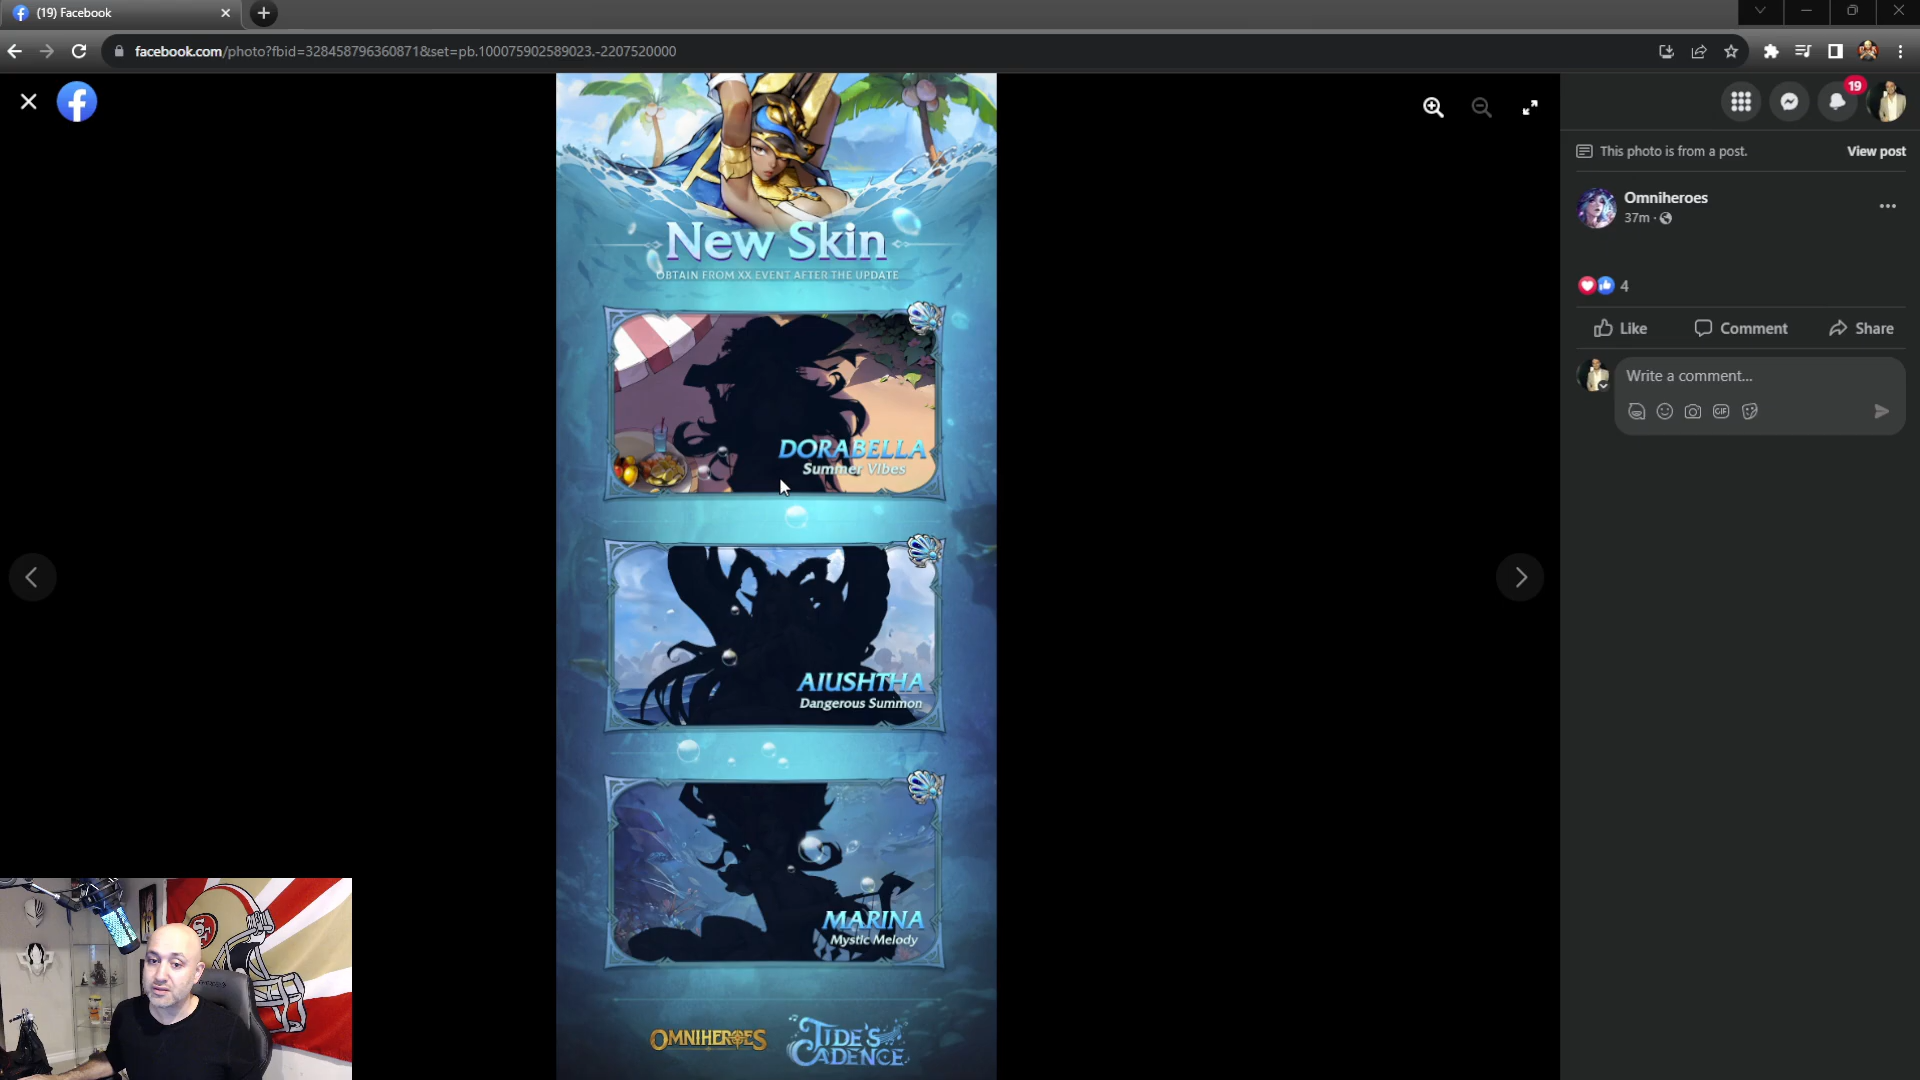 (19) Facebook
facebook.com/photo?fbid=328458796360871&set=pb.100075902589023.-2207520000
19
This photo is from a post.
View post
Omniheroes
37m
4
Like
Comment
Share
Write a comment...
GIF
New Skin
OBTAIN FROM XX EVENT AFTER THE UPDATE
DORABELLA
Summer Vibes
AIUSHTHA
Dangerous Summon
MARINA
Mystic Melody
OMNIHEROES
TIDE'S
CADENCE
SF